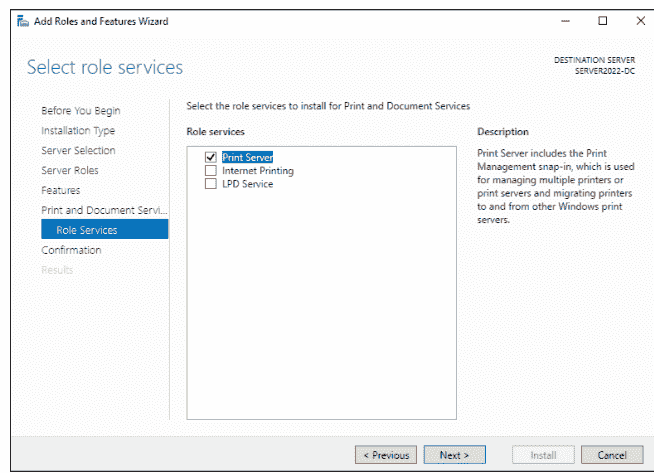 Add Roles and Features Wizard
Select role services
DESTINATION SERVER
SERVER2022-DC
Before You Begin
Installation Type
Server Selection
Server Roles
Features
Print and Document Servi...
Role Services
Confirmation
Results
Select the role services to install for Print and Document Services
Role services
Print Server
Internet Printing
LPD Service
Description
Print Server includes the Print
Management snap-in, which is used
for managing multiple printers or
print servers and migrating printers
to and from other Windows print
servers.
< Previous
Next >
Install
Cancel